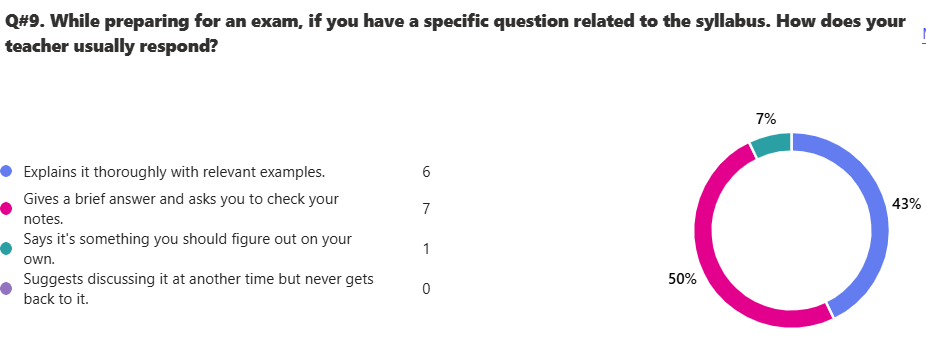 Q#9. While preparing for an exam, if you have a specific question related to the syllabus. How does your
teacher usually respond?
7%
Explains it thoroughly with relevant examples. 6
Gives a brief answer and asks you to check your
notes. 7
43%
Says it's something you should figure out on your
own. 1
Suggests discussing it at another time but never gets
back to it. 0
50%